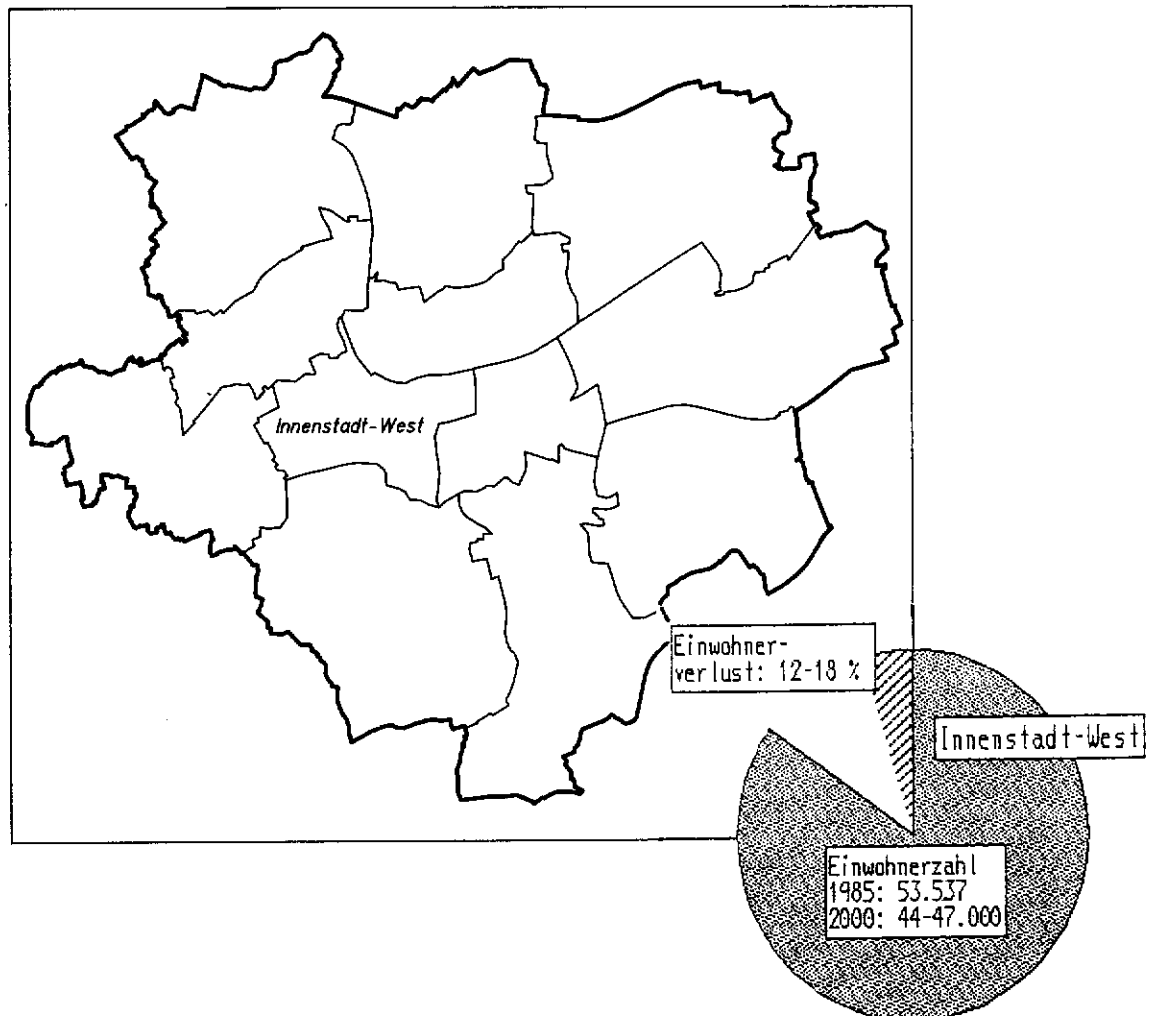 Innenstadt-West
Einwohner-
verlust: 12-18 %
Innenstadt-West
Einwohnerzahl
1985: 53.537
2000: 44-47.000